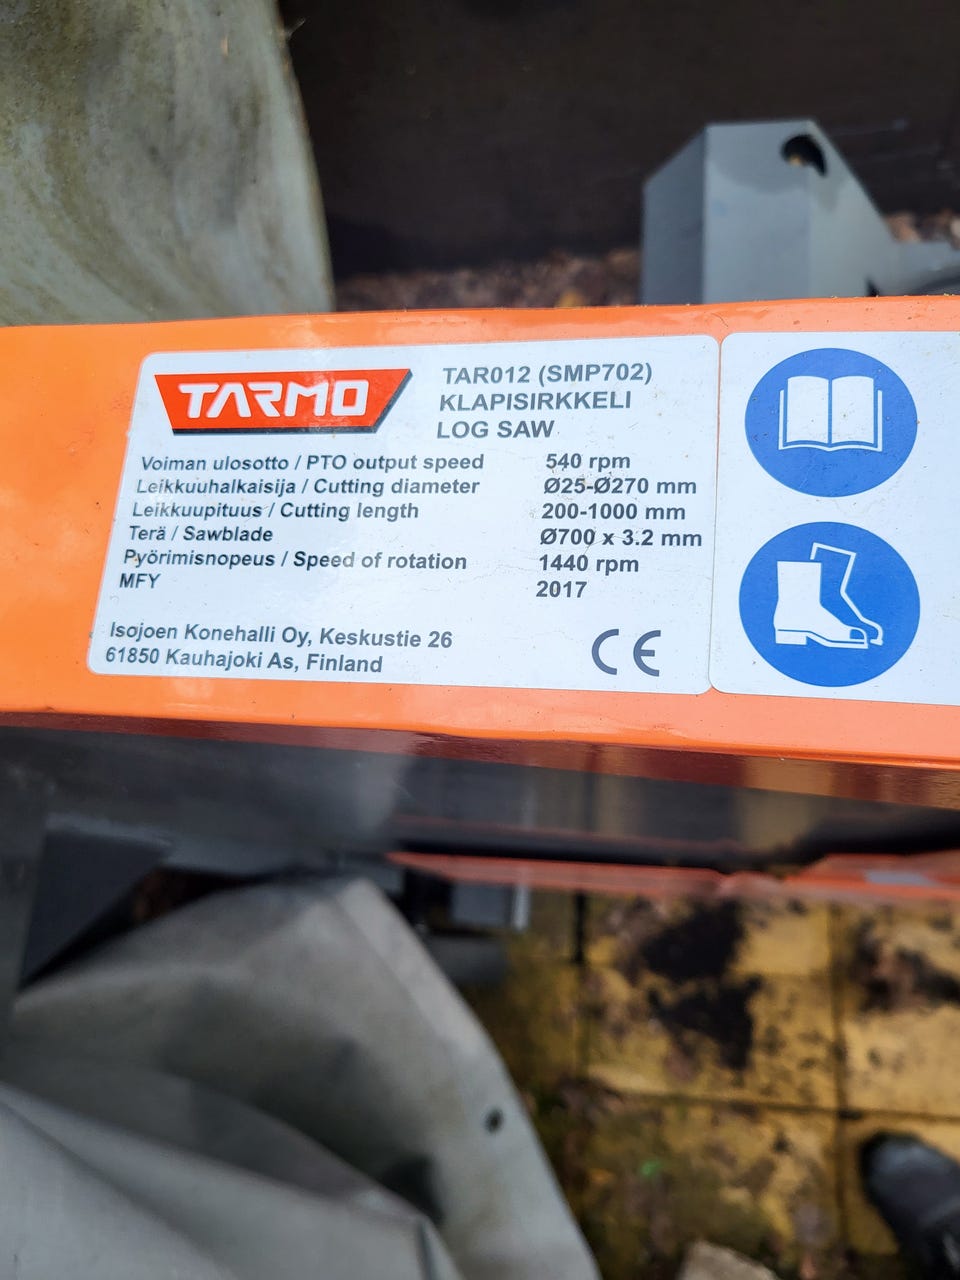 TARMO
TAR012 (SMP702)
KLAPISIRKKELI
LOG SAW
Voiman ulosotto / PTO output speed 540 rpm
Leikkuuhalkaisija / Cutting diameter Ø25-Ø270 mm
Leikkuupituus / Cutting length 200-1000 mm
Terä / Sawblade Ø700 x 3.2 mm
Pyörimisnopeus / Speed of rotation 1440 rpm
MFY 2017
Isojoen Konehalli Oy, Keskustie 26
61850 Kauhajoki As, Finland
CE